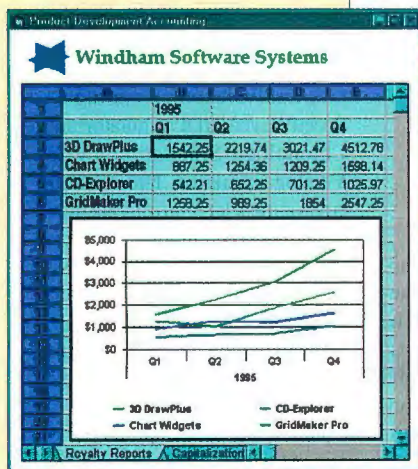 Product Development Accounting
Windham Software Systems
1995
Q1 Q2 Q3 Q4
3D DrawPlus 1542.25 2219.74 3021.47 4512.78
Chart Widgets 887.25 1254.36 1209.25 1698.14
CD-Explorer 542.21 652.25 701.25 1025.97
GridMaker Pro 1258.25 989.25 1854 2547.25
$5,000
$4,000
$3,000
$2,000
$1,000
$0
Q1 Q2 Q3 Q4
1995
3D DrawPlus CD-Explorer
Chart Widgets GridMaker Pro
Royalty Reports Capitalization